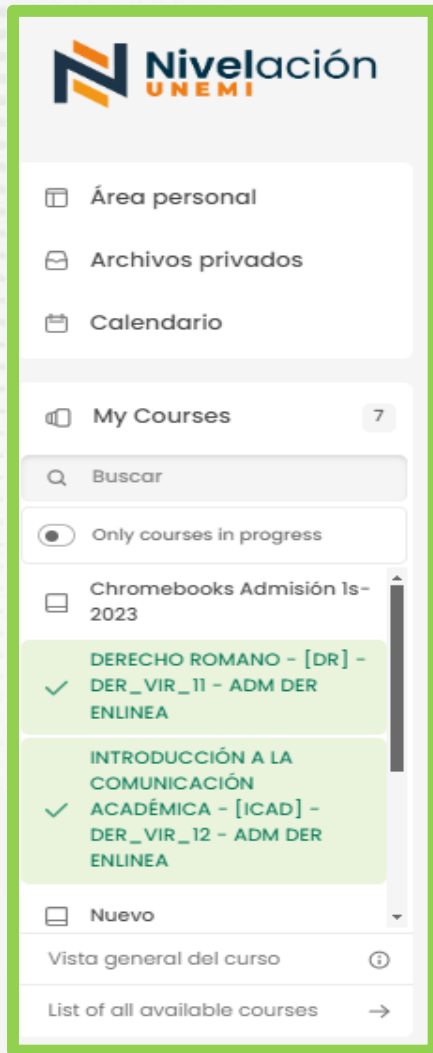 Nivelación
UNEMI
Área personal
Archivos privados
Calendario
My Courses 7
Buscar
Only courses in progress
Chromebooks Admisión 1s-
2023
DERECHO ROMANO - [DR] -
DER_VIR_11 - ADM DER
ENLINEA
INTRODUCCIÓN A LA
COMUNICACIÓN
ACADÉMICA - [ICAD] -
DER_VIR_12 - ADM DER
ENLINEA
Nuevo
Vista general del curso
List of all available courses